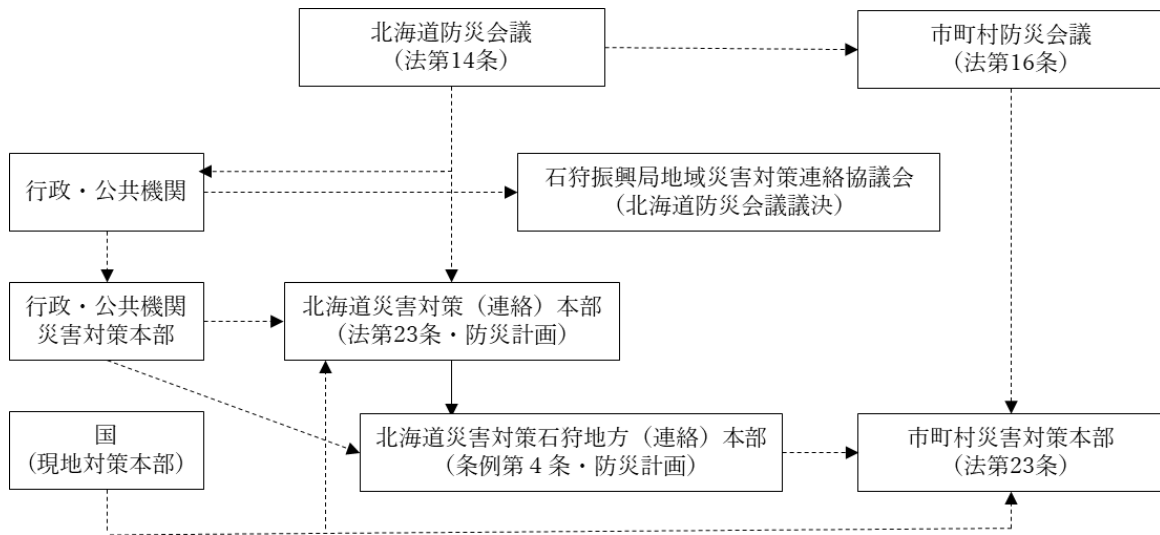 北海道防災会議
（法第14条）
市町村防災会議
（法第16条）
行政・公共機関
石狩振興局地域災害対策連絡協議会
（北海道防災会議議決）
行政・公共機関
災害対策本部
北海道災害対策（連絡）本部
（法第23条・防災計画）
国
（現地対策本部）
北海道災害対策石狩地方（連絡）本部
（条例第４条・防災計画）
市町村災害対策本部
（法第23条）